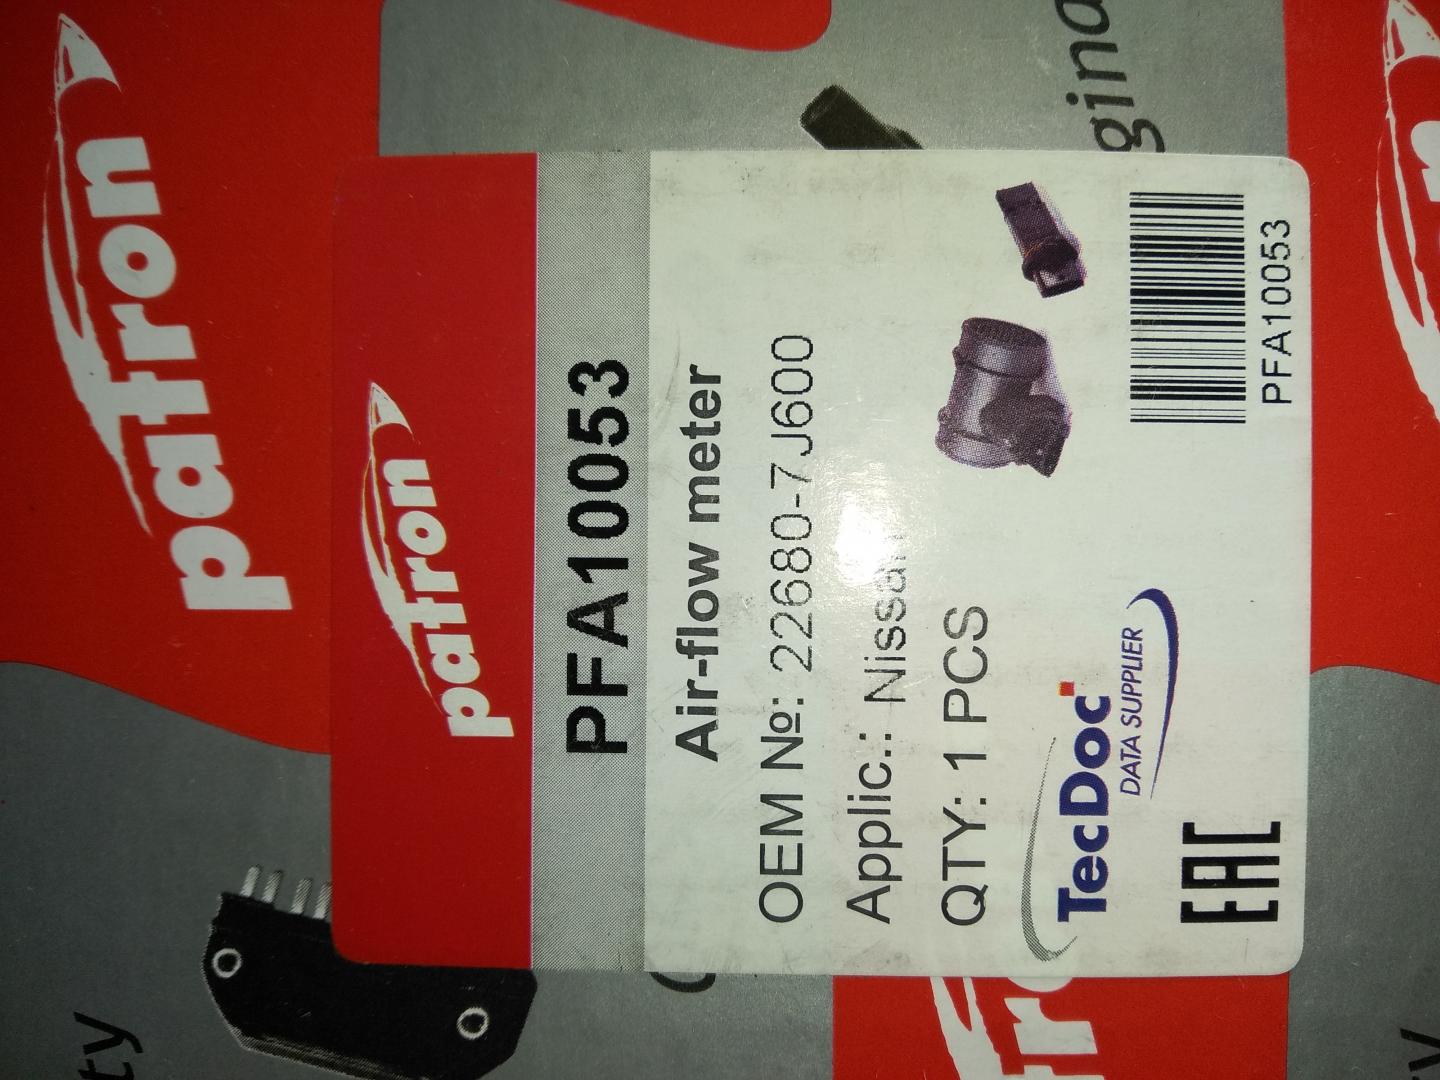 patron
patron
PFA10053
Air-flow meter
OEM №: 22680-7J600
Applic.: Nissan
QTY: 1 PCS
TecDoc
DATA SUPPLIER
EAC
PFA10053